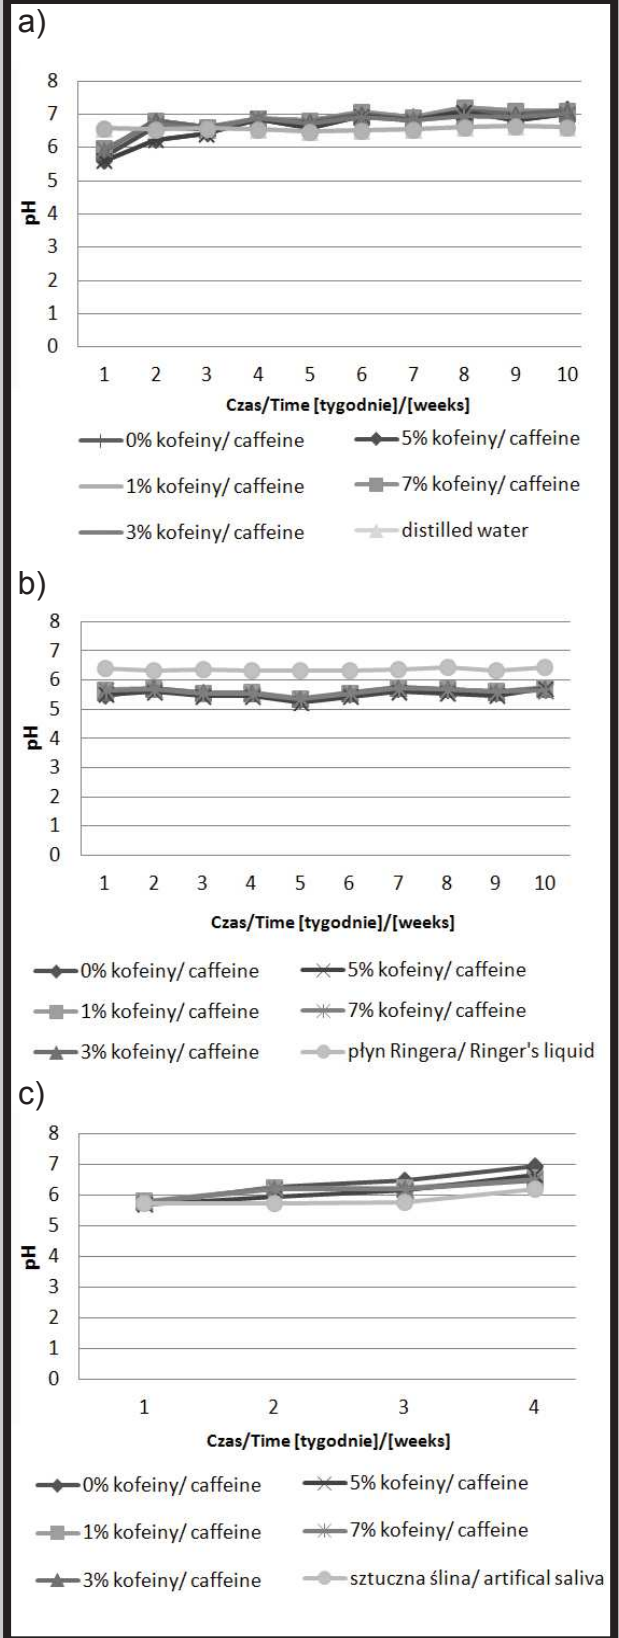 a)
8
7
6
5
4
3
2
1
0
pH
1 2 3 4 5 6 7 8 9 10
Czas/Time [tygodnie]/[weeks]
0% kofeiny/ caffeine
5% kofeiny/ caffeine
1% kofeiny/ caffeine
7% kofeiny/ caffeine
3% kofeiny/ caffeine
distilled water
b)
8
7
6
5
4
3
2
1
0
pH
1 2 3 4 5 6 7 8 9 10
Czas/Time [tygodnie]/[weeks]
0% kofeiny/ caffeine
5% kofeiny/ caffeine
1% kofeiny/ caffeine
7% kofeiny/ caffeine
3% kofeiny/ caffeine
płyn Ringera/ Ringer's liquid
c)
8
7
6
5
4
3
2
1
0
pH
1 2 3 4
Czas/Time [tygodnie]/[weeks]
0% kofeiny/ caffeine
5% kofeiny/ caffeine
1% kofeiny/ caffeine
7% kofeiny/ caffeine
3% kofeiny/ caffeine
sztuczna ślina/ artifical saliva